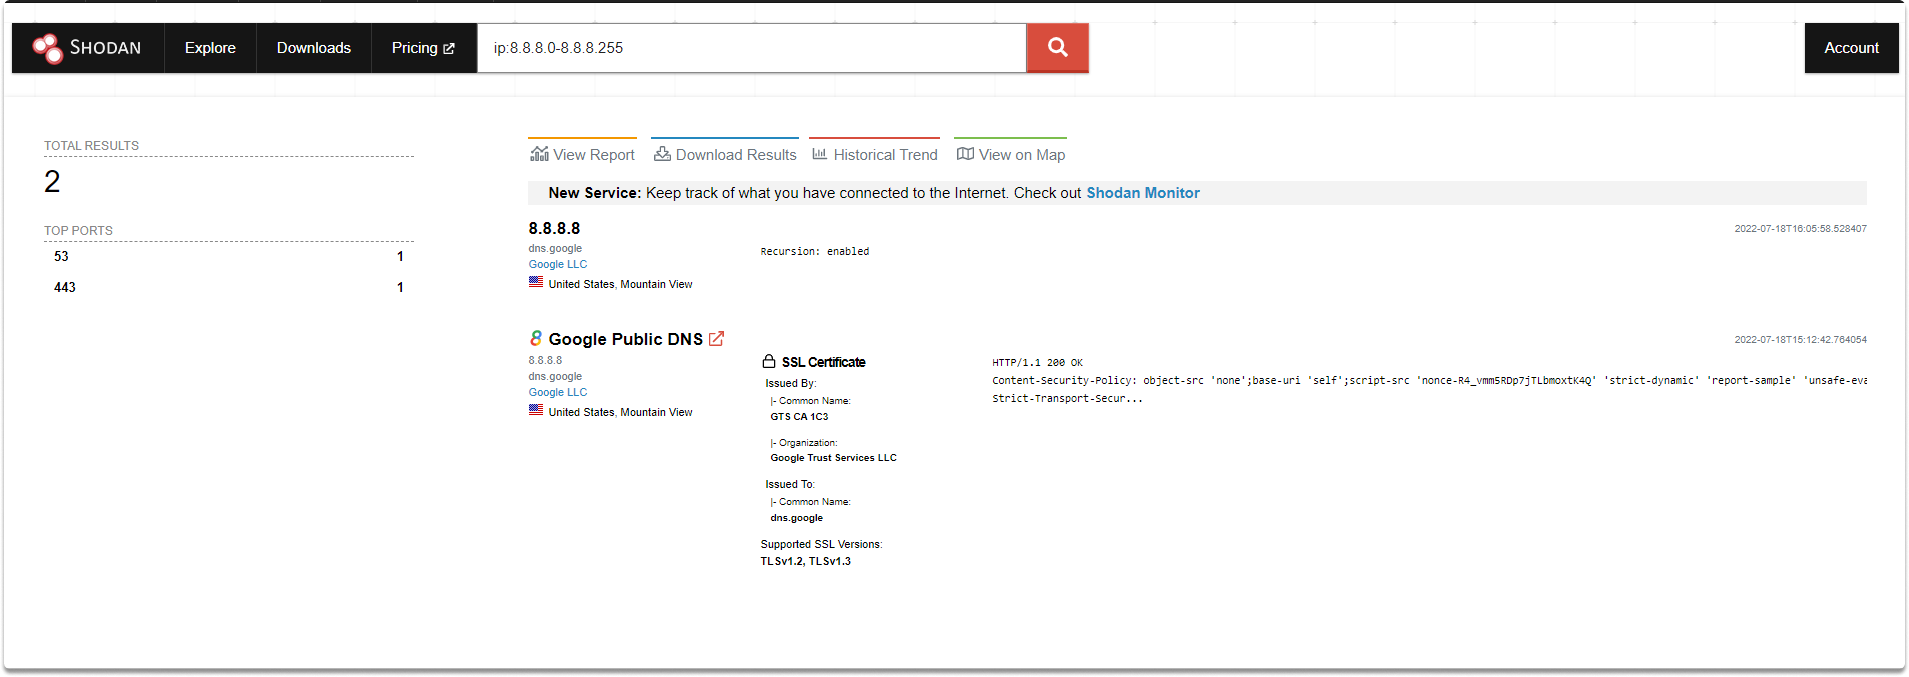 SHODAN
Explore
Downloads
Pricing
ip:8.8.8.0-8.8.8.255
Account
TOTAL RESULTS
2
TOP PORTS
53 1
443 1
View Report
Download Results
Historical Trend
View on Map
New Service: Keep track of what you have connected to the Internet. Check out Shodan Monitor
8.8.8.8
2022-07-18T16:05:58.528407
dns.google
Google LLC
United States, Mountain View
Recursion: enabled
8 Google Public DNS
2022-07-18T15:12:42.764054
8.8.8.8
dns.google
Google LLC
United States, Mountain View
SSL Certificate
Issued By:
|- Common Name:
GTS CA 1C3
|- Organization:
Google Trust Services LLC
Issued To:
|- Common Name:
dns.google
Supported SSL Versions:
TLSv1.2, TLSv1.3
HTTP/1.1 200 OK
Content-Security-Policy: object-src 'none';base-uri 'self';script-src 'nonce-R4_vmm5RDp7jTLbmoxtK4Q' 'strict-dynamic' 'report-sample' 'unsafe-eva
Strict-Transport-Secur...